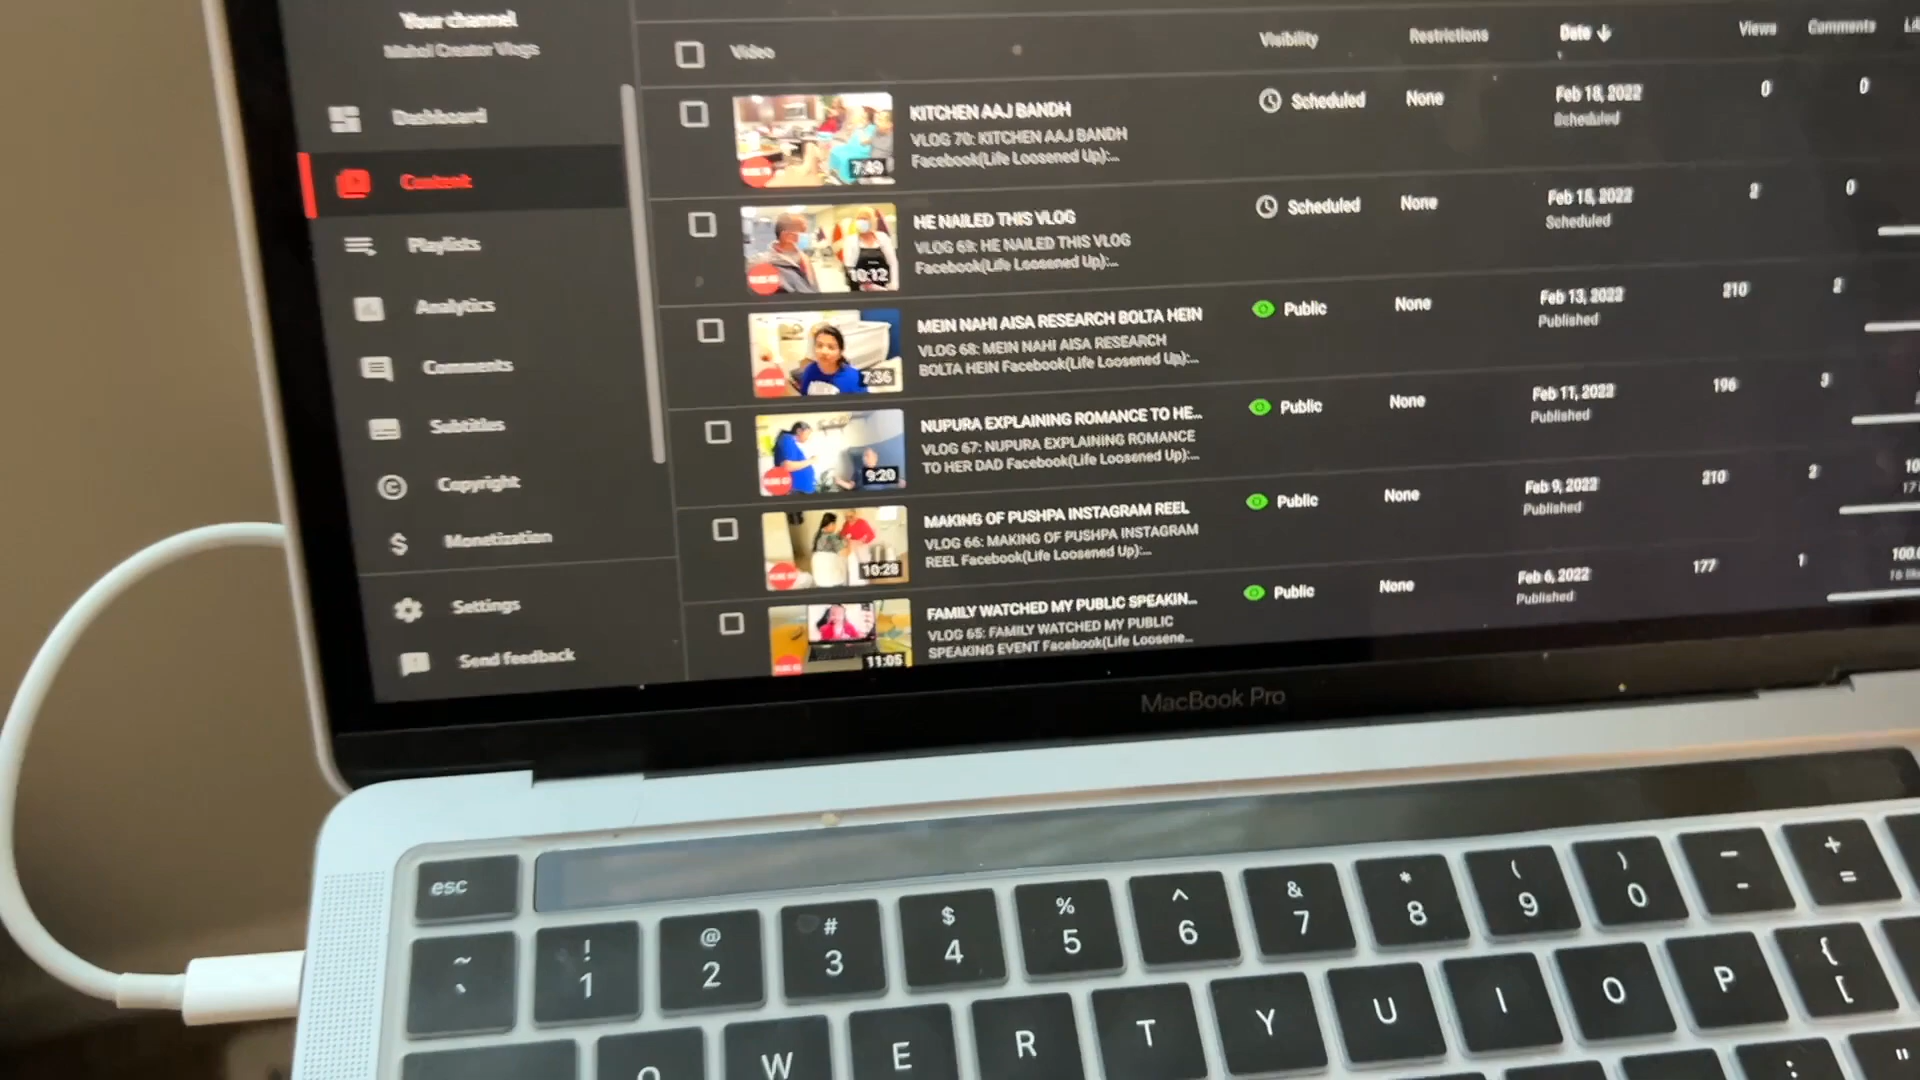 Your channel
Creator Vlogs
Dashboard
Content
Playlists
Analytics
Comments
Subtitles
Copyright
Monetization
Settings
Send feedback
Video Visibility Restrictions Date Views Comments
KITCHEN AAJ BANDH
VLOG 70: KITCHEN AAJ BANDH
Facebook(Life Loosened Up):...
7:49
Scheduled None Feb 18, 2022 0 0
Scheduled
HE NAILED THIS VLOG
VLOG 69: HE NAILED THIS VLOG
Facebook(Life Loosened Up):...
10:12
Scheduled None Feb 15, 2022 2 0
Scheduled
MEIN NAHI AISA RESEARCH BOLTA HEIN
VLOG 68: MEIN NAHI AISA RESEARCH
BOLTA HEIN Facebook(Life Loosened Up):...
7:36
Public None Feb 13, 2022 210 2
Published
NUPURA EXPLAINING ROMANCE TO HE...
VLOG 67: NUPURA EXPLAINING ROMANCE
TO HER DAD Facebook(Life Loosened Up):...
9:20
Public None Feb 11, 2022 196 3
Published
MAKING OF PUSHPA INSTAGRAM REEL
VLOG 66: MAKING OF PUSHPA INSTAGRAM
REEL Facebook(Life Loosened Up):...
10:28
Public None Feb 9, 2022 210 2
Published
FAMILY WATCHED MY PUBLIC SPEAKIN...
VLOG 65: FAMILY WATCHED MY PUBLIC
SPEAKING EVENT Facebook(Life Loosene...
11:05
Public None Feb 6, 2022 177 1
Published
MacBook Pro
esc
~ ! @ # $ % ^ & * ( ) _ +
` 1 2 3 4 5 6 7 8 9 0 - =
W E R T Y U I O P { [
: "